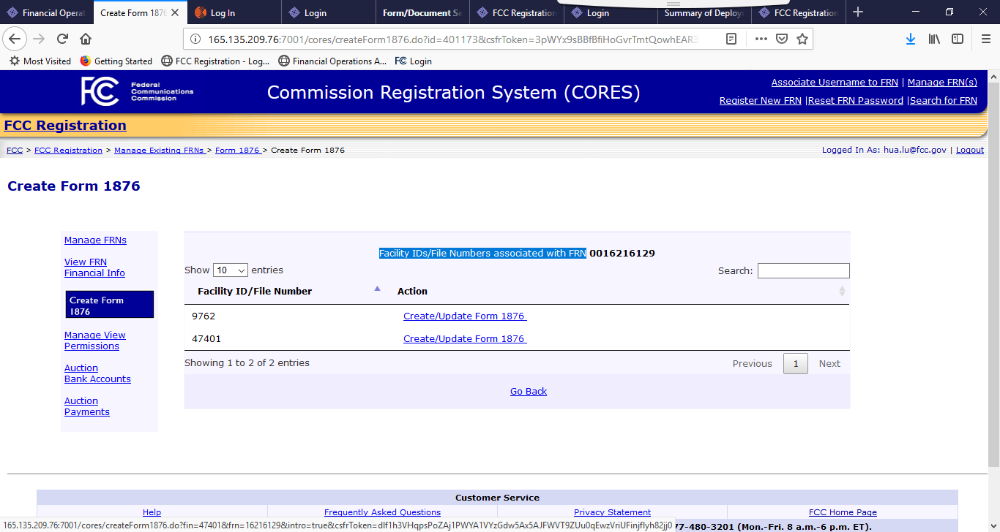 Financial Operat
Create Form 1876
Log In
Login
Form/Document Se
FCC Registration
Login
Summary of Deploy
FCC Registration
165.135.209.76:7001/cores/createForm1876.do?id=401173&csfrToken=3pWYx9sBBfBfiHoGvrTmtQowhEAR3
Most Visited
Getting Started
FCC Registration - Log...
Financial Operations A...
Login
FCC
Federal
Communications
Commission
Commission Registration System (CORES)
Associate Username to FRN | Manage FRN(s)
Register New FRN |Reset FRN Password |Search for FRN
FCC Registration
FCC > FCC Registration > Manage Existing FRNs > Form 1876 > Create Form 1876
Logged In As: hua.lu@fcc.gov | Logout
Create Form 1876
Manage FRNs
View FRN
Financial Info
Create Form
1876
Manage View
Permissions
Auction
Bank Accounts
Auction
Payments
Facility IDs/File Numbers associated with FRN 0016216129
Show 10 entries
Search:
Facility ID/File Number Action
9762 Create/Update Form 1876
47401 Create/Update Form 1876
Showing 1 to 2 of 2 entries
Previous 1 Next
Go Back
Customer Service
Help
Frequently Asked Questions
Privacy Statement
FCC Home Page
165.135.209.76:7001/cores/createForm1876.do?fin=47401&frn=16216129&intro=true&csfrToken=
77-480-3201 (Mon.-Fri. 8 a.m.-6 p.m. ET).